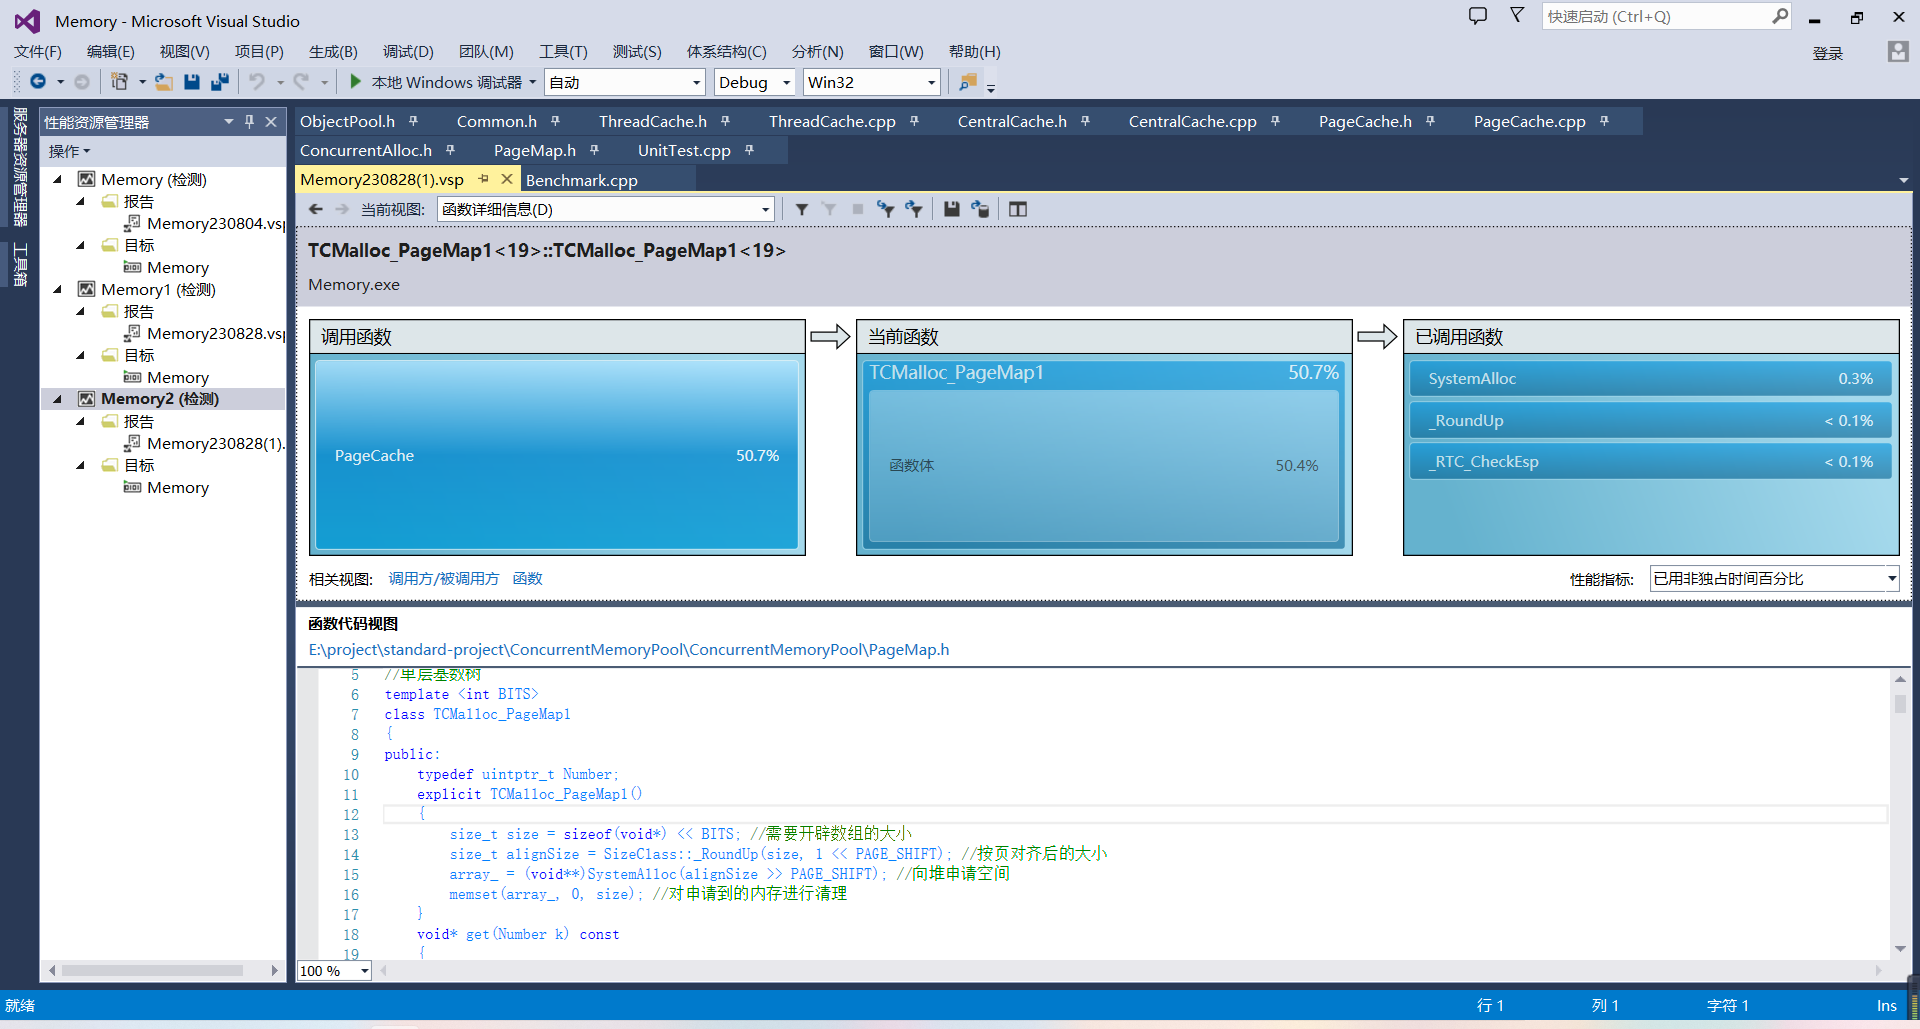 Memory - Microsoft Visual Studio
快速启动 (Ctrl+Q)
文件(F) 编辑(E) 视图(V) 项目(P) 生成(B) 调试(D) 团队(M) 工具(T) 测试(S) 体系结构(C) 分析(N) 窗口(W) 帮助(H)
登录
本地 Windows 调试器 自动 Debug Win32
服务器资源管理器
工具箱
性能资源管理器
操作
Memory (检测)
报告
Memory230804.vsp
目标
Memory
Memory1 (检测)
报告
Memory230828.vsp
目标
Memory
Memory2 (检测)
报告
Memory230828(1).
目标
Memory
ObjectPool.h Common.h ThreadCache.h ThreadCache.cpp CentralCache.h CentralCache.cpp PageCache.h PageCache.cpp
ConcurrentAlloc.h PageMap.h UnitTest.cpp
Memory230828(1).vsp Benchmark.cpp
当前视图: 函数详细信息(D)
TCMalloc_PageMap1<19>::TCMalloc_PageMap1<19>
Memory.exe
调用函数
PageCache 50.7%
当前函数
TCMalloc_PageMap1 50.7%
函数体 50.4%
已调用函数
SystemAlloc 0.3%
_RoundUp < 0.1%
_RTC_CheckEsp < 0.1%
相关视图: 调用方/被调用方 函数
性能指标: 已用非独占时间百分比
函数代码视图
E:\project\standard-project\ConcurrentMemoryPool\ConcurrentMemoryPool\PageMap.h
5 //单层基数树
6 template <int BITS>
7 class TCMalloc_PageMap1
8 {
9 public:
10 typedef uintptr_t Number;
11 explicit TCMalloc_PageMap1()
12 {
13 size_t size = sizeof(void*) << BITS; //需要开辟数组的大小
14 size_t alignSize = SizeClass::_RoundUp(size, 1 << PAGE_SHIFT); //按页对齐后的大小
15 array_ = (void**)SystemAlloc(alignSize >> PAGE_SHIFT); //向堆申请空间
16 memset(array_, 0, size); //对申请到的内存进行清理
17 }
18 void* get(Number k) const
19 {
100 %
就绪 行 1 列 1 字符 1 Ins